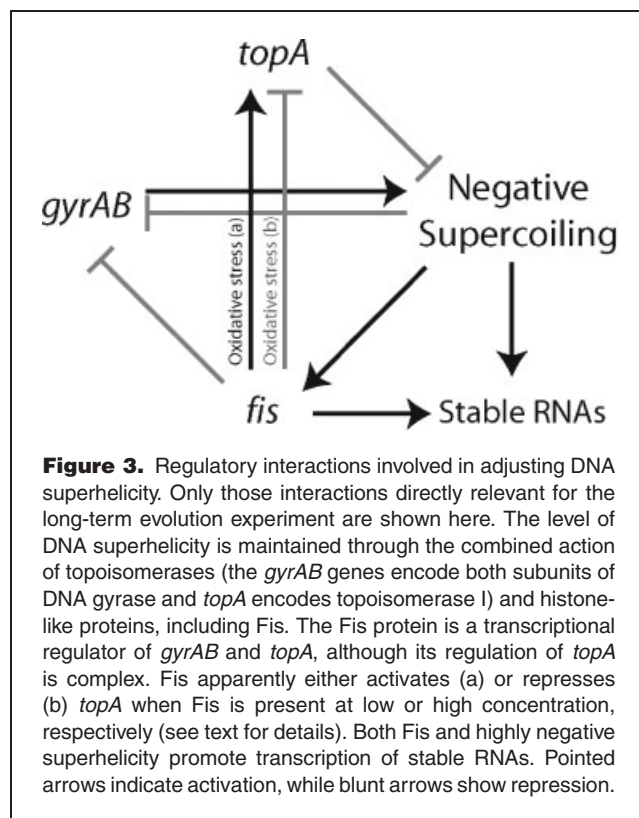 topA
gyrAB
Negative
Supercoiling
Oxidative stress (a)
Oxidative stress (b)
fis
Stable RNAs
Figure 3. Regulatory interactions involved in adjusting DNA
superhelicity. Only those interactions directly relevant for the
long-term evolution experiment are shown here. The level of
DNA superhelicity is maintained through the combined action
of topoisomerases (the gyrAB genes encode both subunits of
DNA gyrase and topA encodes topoisomerase I) and histone-
like proteins, including Fis. The Fis protein is a transcriptional
regulator of gyrAB and topA, although its regulation of topA
is complex. Fis apparently either activates (a) or represses
(b) topA when Fis is present at low or high concentration,
respectively (see text for details). Both Fis and highly negative
superhelicity promote transcription of stable RNAs. Pointed
arrows indicate activation, while blunt arrows show repression.